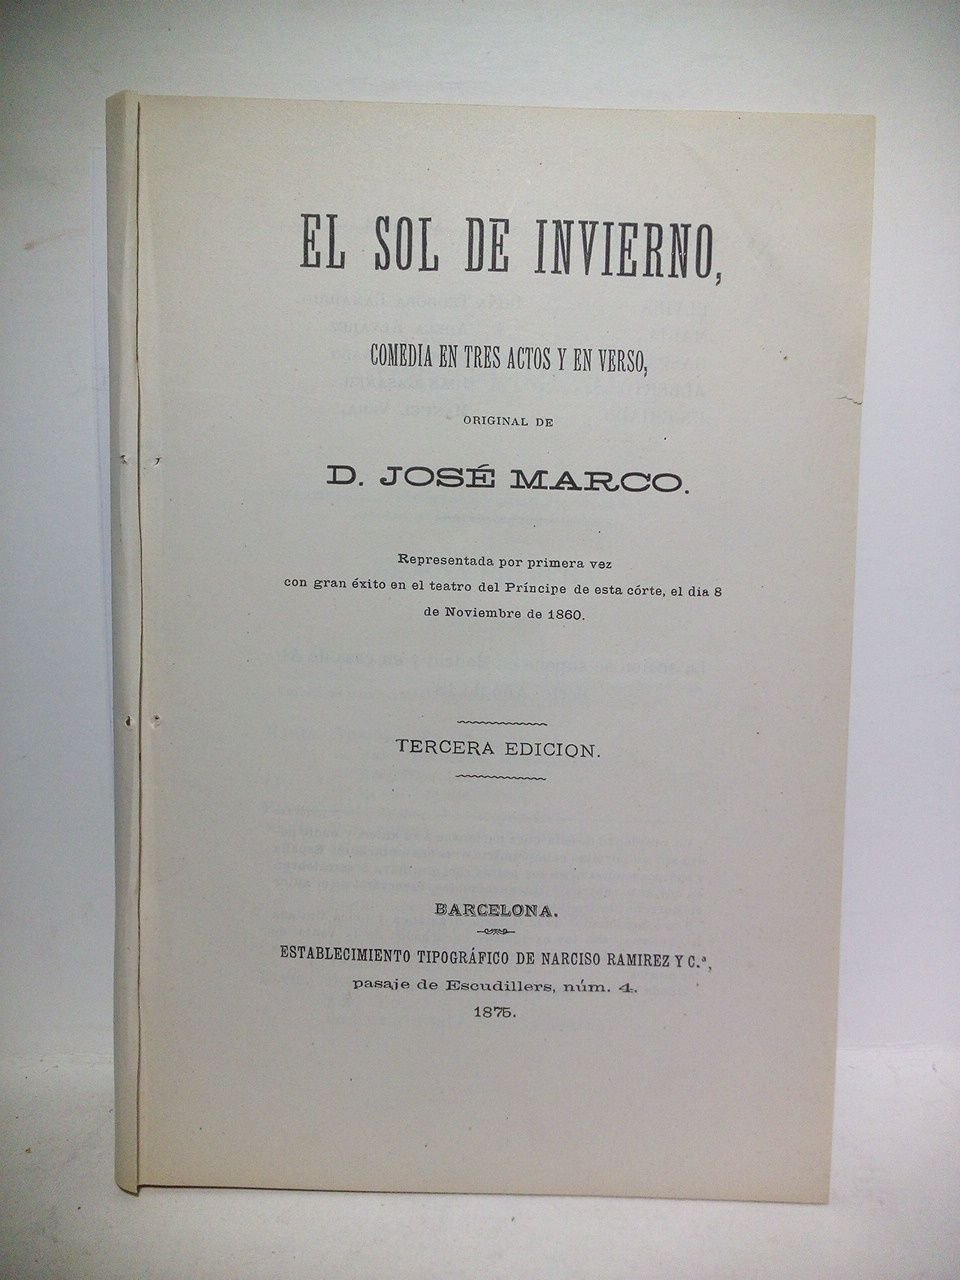 EL SOL DE INVIERNO,
COMEDIA EN TRES ACTOS Y EN VERSO,
ORIGINAL DE
D. JOSÉ MARCO.
Representada por primera vez
con gran éxito en el teatro del Príncipe de esta córte, el dia 8
de Noviembre de 1860.
TERCERA EDICION.
BARCELONA.
ESTABLECIMIENTO TIPOGRÁFICO DE NARCISO RAMIREZ Y C.ª,
pasaje de Escudillers, núm. 4.
1875.